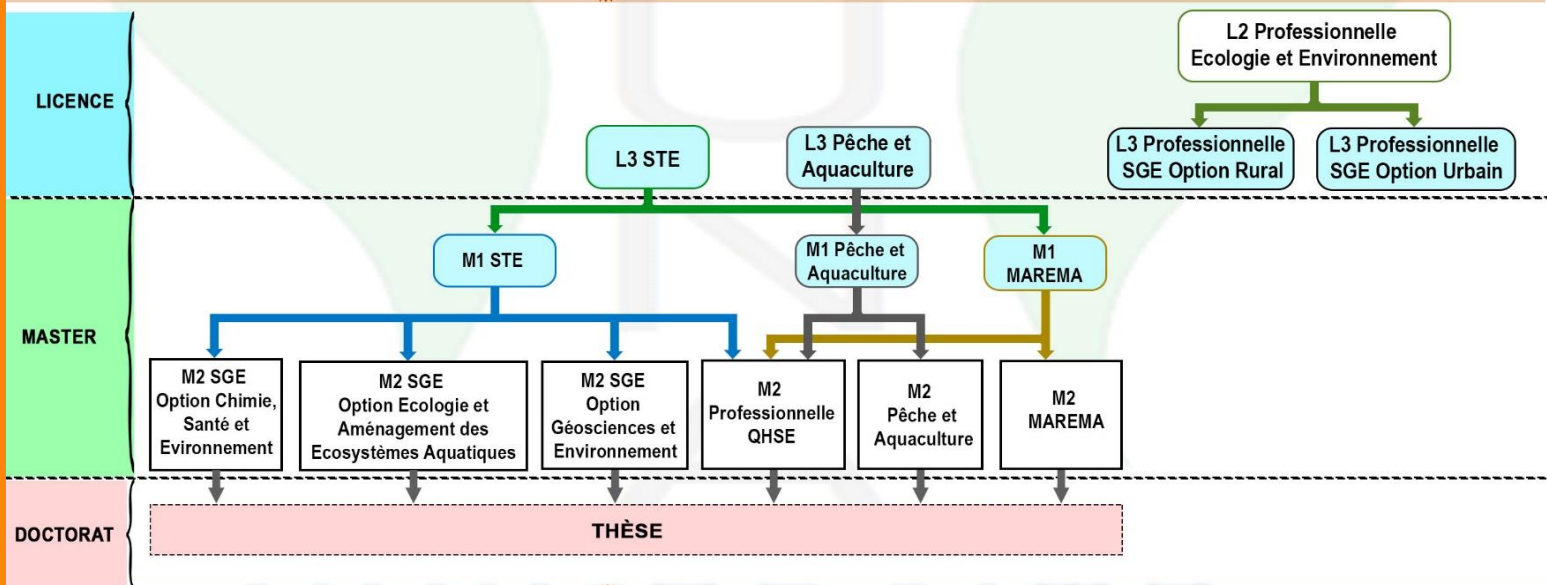 L2 Professionnelle
Ecologie et Environnement
LICENCE
L3 STE
L3 Pêche et
Aquaculture
L3 Professionnelle
SGE Option Rural
L3 Professionnelle
SGE Option Urbain
M1 STE
M1 Pêche et
Aquaculture
M1
MAREMA
MASTER
M2 SGE
Option Chimie,
Santé et
Evironnement
M2 SGE
Option Ecologie et
Aménagement des
Ecosystèmes Aquatiques
M2 SGE
Option
Géosciences et
Environnement
M2
Professionnelle
QHSE
M2
Pêche et
Aquaculture
M2
MAREMA
DOCTORAT
THÈSE